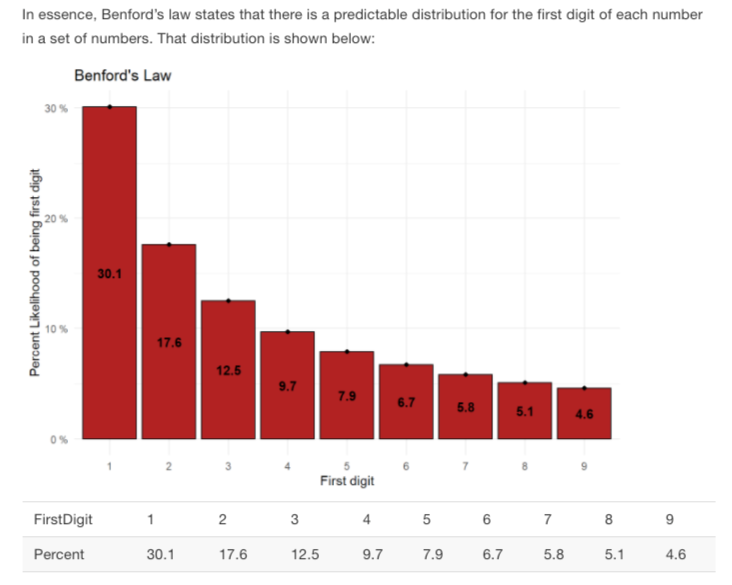 In essence, Benford's law states that there is a predictable distribution for the first digit of each number
in a set of numbers. That distribution is shown below:
Benford's Law
30 %
20 %
10 %
0 %
Percent Likelihood of being first digit
30.1
17.6
12.5
9.7
7.9
6.7
5.8
5.1
4.6
1 2 3 4 5 6 7 8 9
First digit
FirstDigit 1 2 3 4 5 6 7 8 9
Percent 30.1 17.6 12.5 9.7 7.9 6.7 5.8 5.1 4.6